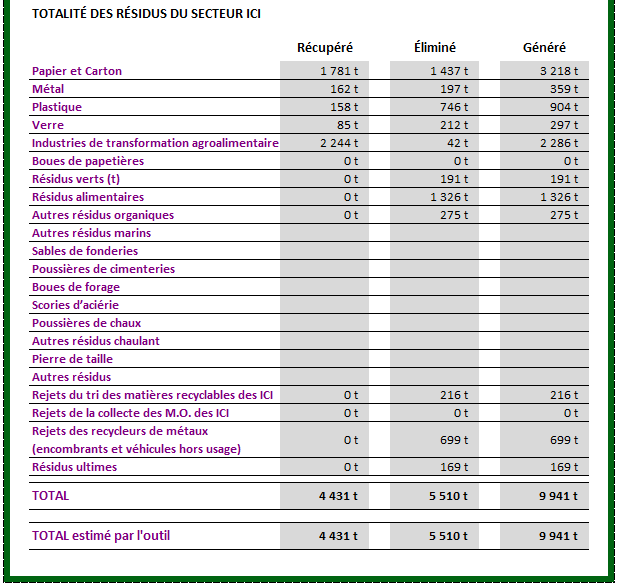 TOTALITÉ DES RÉSIDUS DU SECTEUR ICI
Récupéré Éliminé Généré
Papier et Carton 1 781 t 1 437 t 3 218 t
Métal 162 t 197 t 359 t
Plastique 158 t 746 t 904 t
Verre 85 t 212 t 297 t
Industries de transformation agroalimentaire 2 244 t 42 t 2 286 t
Boues de papetières 0 t 0 t 0 t
Résidus verts (t) 0 t 191 t 191 t
Résidus alimentaires 0 t 1 326 t 1 326 t
Autres résidus organiques 0 t 275 t 275 t
Autres résidus marins
Sables de fonderies
Poussières de cimenteries
Boues de forage
Scories d'aciérie
Poussières de chaux
Autres résidus chaulant
Pierre de taille
Autres résidus
Rejets du tri des matières recyclables des ICI 0 t 216 t 216 t
Rejets de la collecte des M.O. des ICI 0 t 0 t 0 t
Rejets des recycleurs de métaux
(encombrants et véhicules hors usage) 0 t 699 t 699 t
Résidus ultimes 0 t 169 t 169 t
TOTAL 4 431 t 5 510 t 9 941 t
TOTAL estimé par l'outil 4 431 t 5 510 t 9 941 t